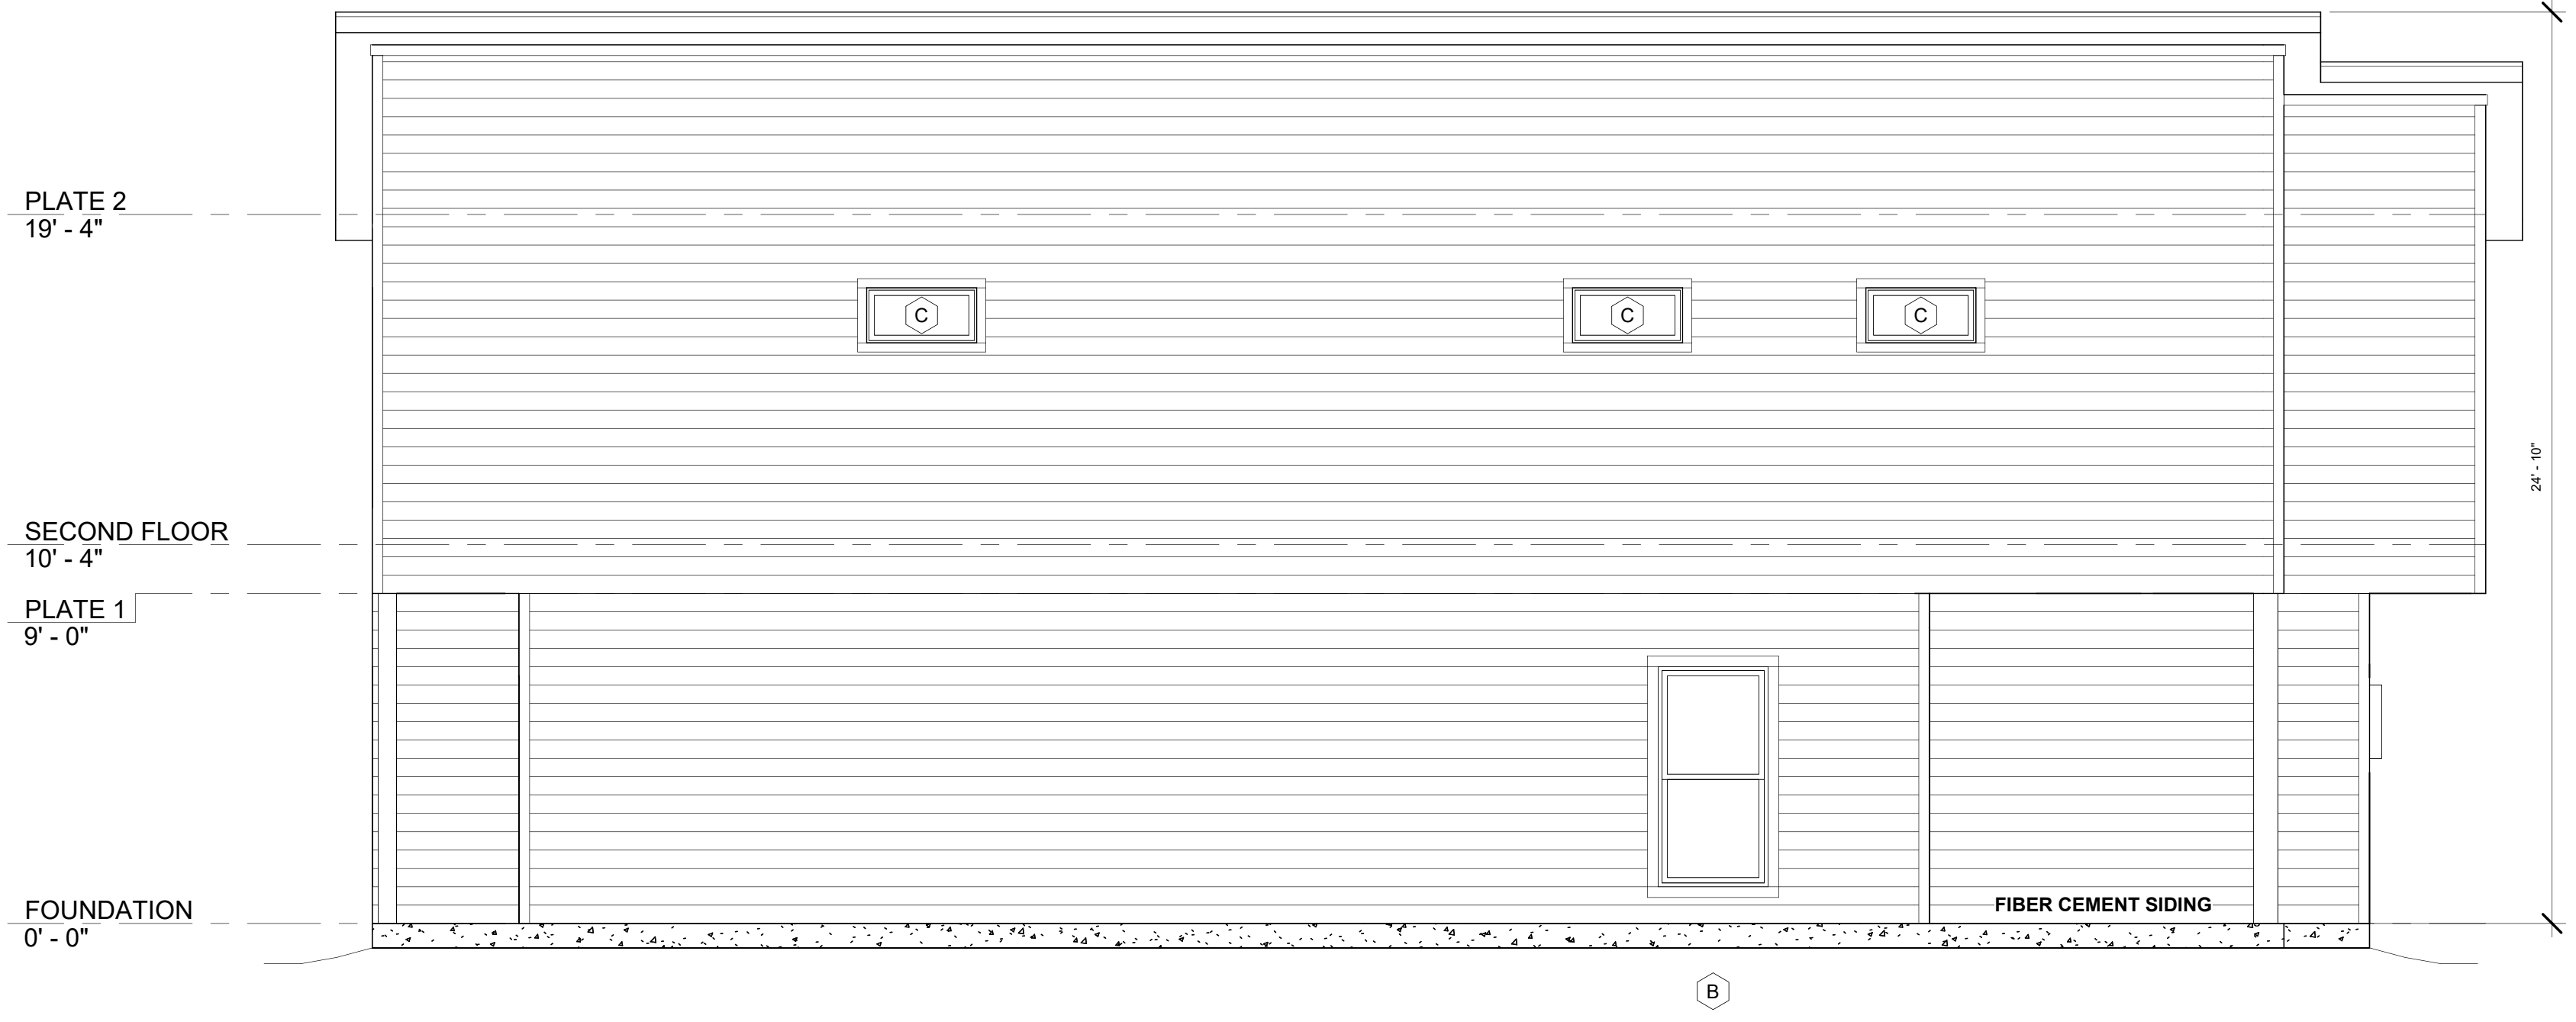 PLATE 2
19' - 4"
C
C
C
24' - 10"
SECOND FLOOR
10' - 4"
PLATE 1
9' - 0"
FIBER CEMENT SIDING
FOUNDATION
0' - 0"
B